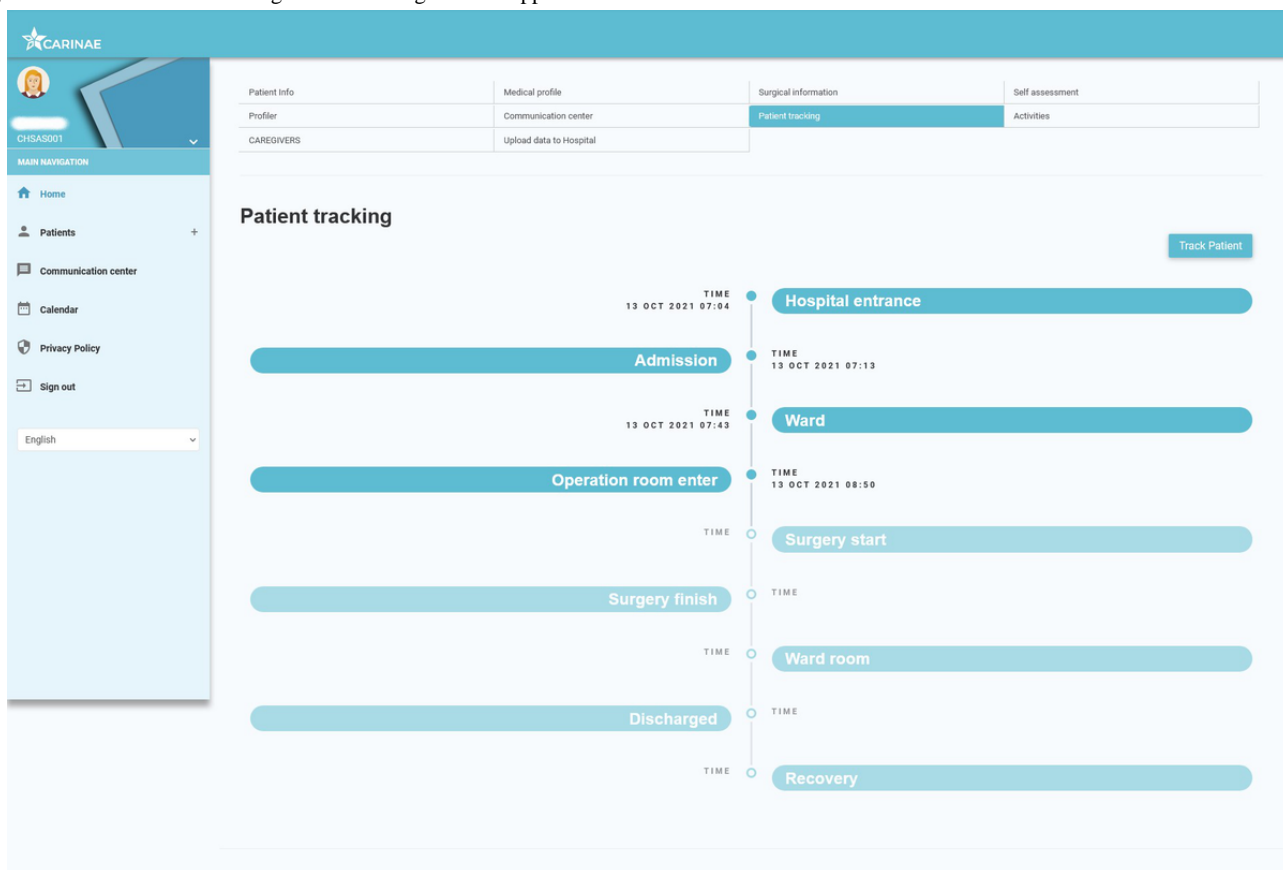 CARINAE
CHSAS001
MAIN NAVIGATION
Home
Patients +
Communication center
Calendar
Privacy Policy
Sign out
English
Patient Info
Medical profile
Surgical information
Self assessment
Profiler
Communication center
Patient tracking
Activities
CAREGIVERS
Upload data to Hospital
Patient tracking
Track Patient
TIME
13 OCT 2021 07:04
Hospital entrance
Admission
TIME
13 OCT 2021 07:13
TIME
13 OCT 2021 07:43
Ward
Operation room enter
TIME
13 OCT 2021 08:50
TIME
Surgery start
Surgery finish
TIME
TIME
Ward room
Discharged
TIME
TIME
Recovery